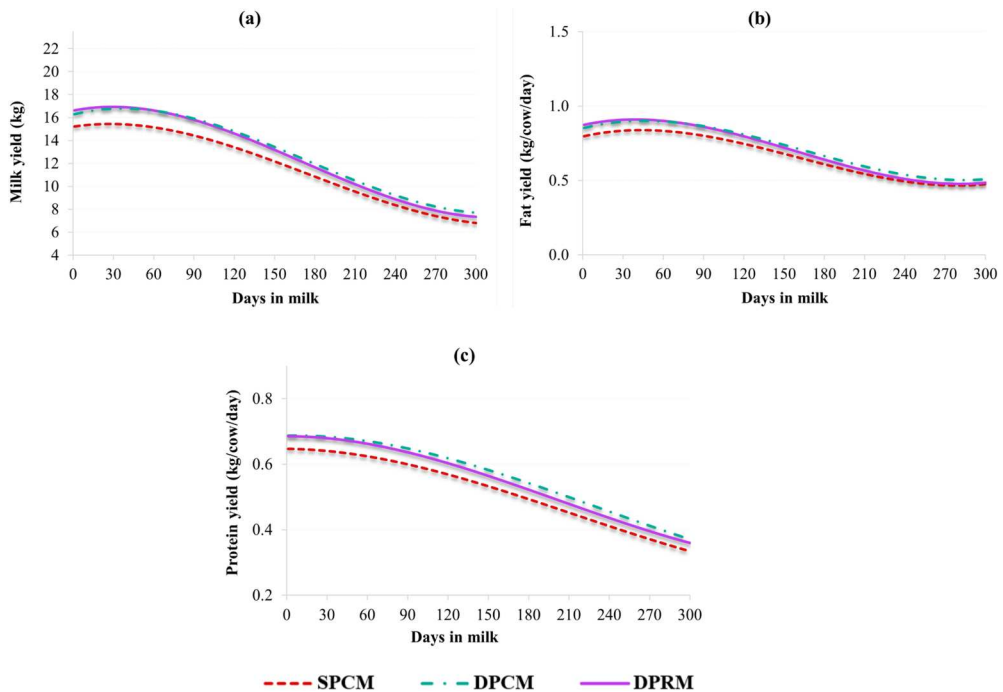 (a)
22
20
18
16
14
12
10
8
6
4
Milk yield (kg)
0 30 60 90 120 150 180 210 240 270 300
Days in milk
(b)
1.5
1.0
0.5
0.0
Fat yield (kg/cow/day)
0 30 60 90 120 150 180 210 240 270 300
Days in milk
(c)
0.8
0.6
0.4
0.2
Protein yield (kg/cow/day)
0 30 60 90 120 150 180 210 240 270 300
Days in milk
SPCM DPCM DPRM